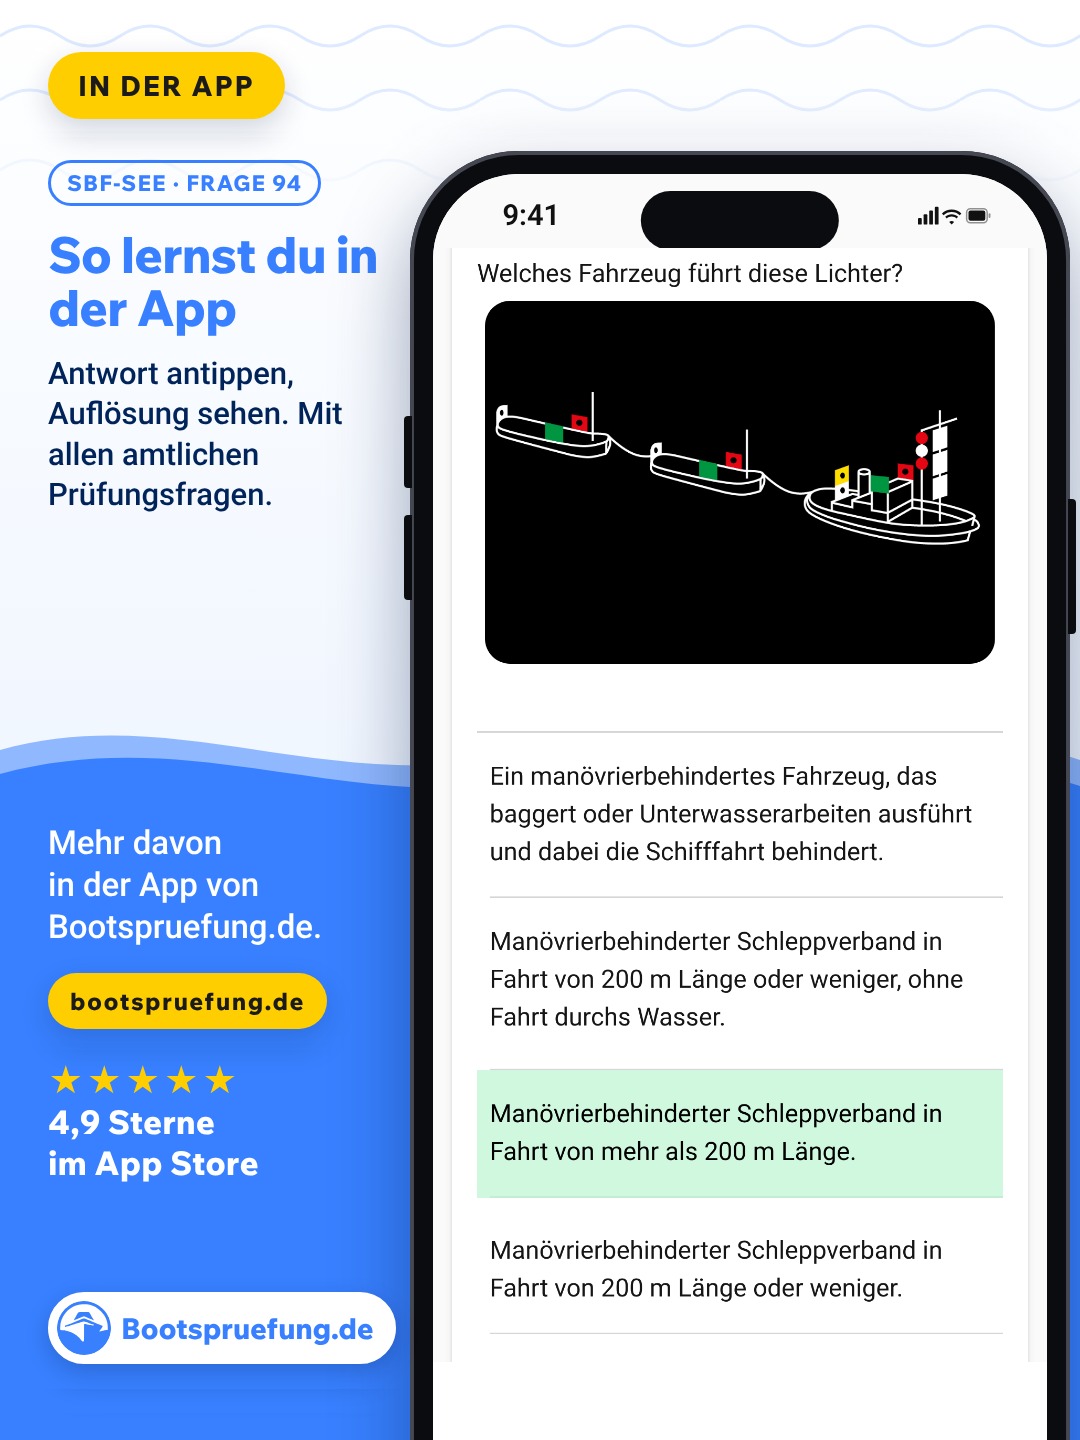 IN DER APP
SBF-SEE · FRAGE 94
So lernst du in
der App
Antwort antippen,
Auflösung sehen. Mit
allen amtlichen
Prüfungsfragen.
Mehr davon
in der App von
Bootspruefung.de.
bootspruefung.de
★★★★★
4,9 Sterne
im App Store
Bootspruefung.de
9:41
Welches Fahrzeug führt diese Lichter?
Ein manövrierbehindertes Fahrzeug, das
baggert oder Unterwasserarbeiten ausführt
und dabei die Schifffahrt behindert.
Manövrierbehinderter Schleppverband in
Fahrt von 200 m Länge oder weniger, ohne
Fahrt durchs Wasser.
Manövrierbehinderter Schleppverband in
Fahrt von mehr als 200 m Länge.
Manövrierbehinderter Schleppverband in
Fahrt von 200 m Länge oder weniger.